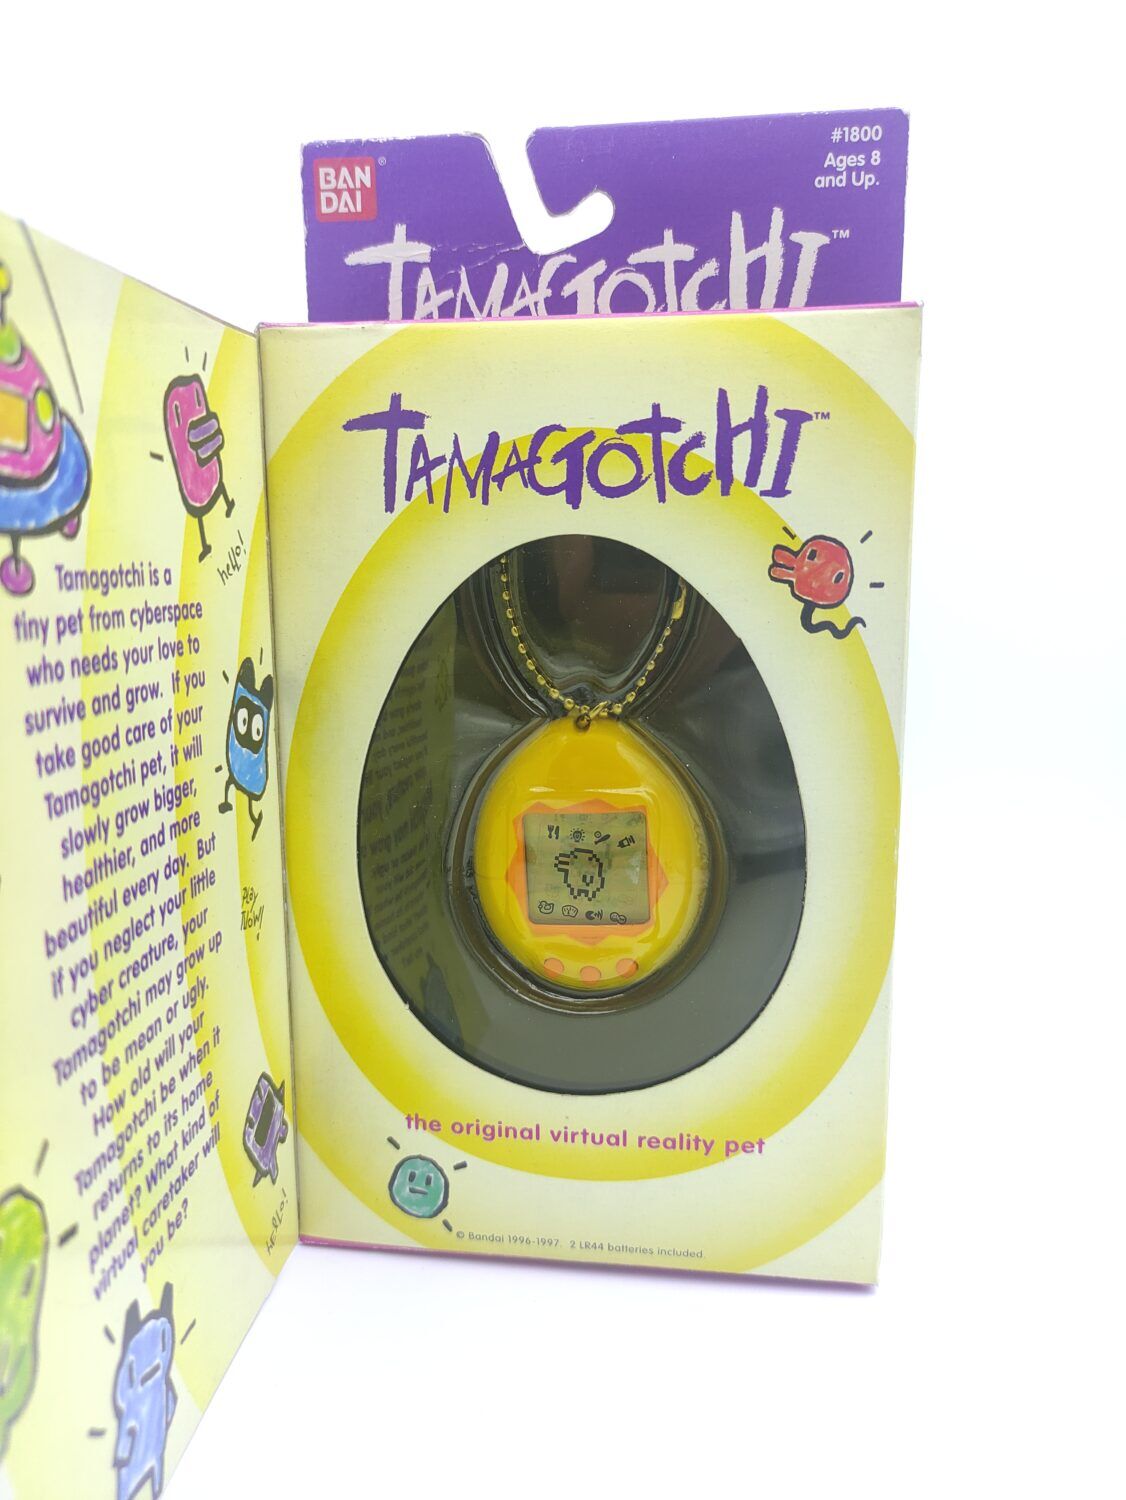 BAN
DAI
®
#1800
Ages 8
and Up.
TAMAGOTCHI™
TAMAGOTCHI™
hello!
Tamagotchi is a
tiny pet from cyberspace
who needs your love to
survive and grow. If you
take good care of your
Tamagotchi pet, it will
slowly grow bigger,
healthier, and more
beautiful every day. But
if you neglect your little
cyber creature, your
Tamagotchi may grow up
to be mean or ugly.
How old will your
Tamagotchi be when it
returns to its home
planet? What kind of
virtual caretaker will
you be?
Play
Now!
Hello!
the original virtual reality pet
© Bandai 1996-1997. 2 LR44 batteries included.